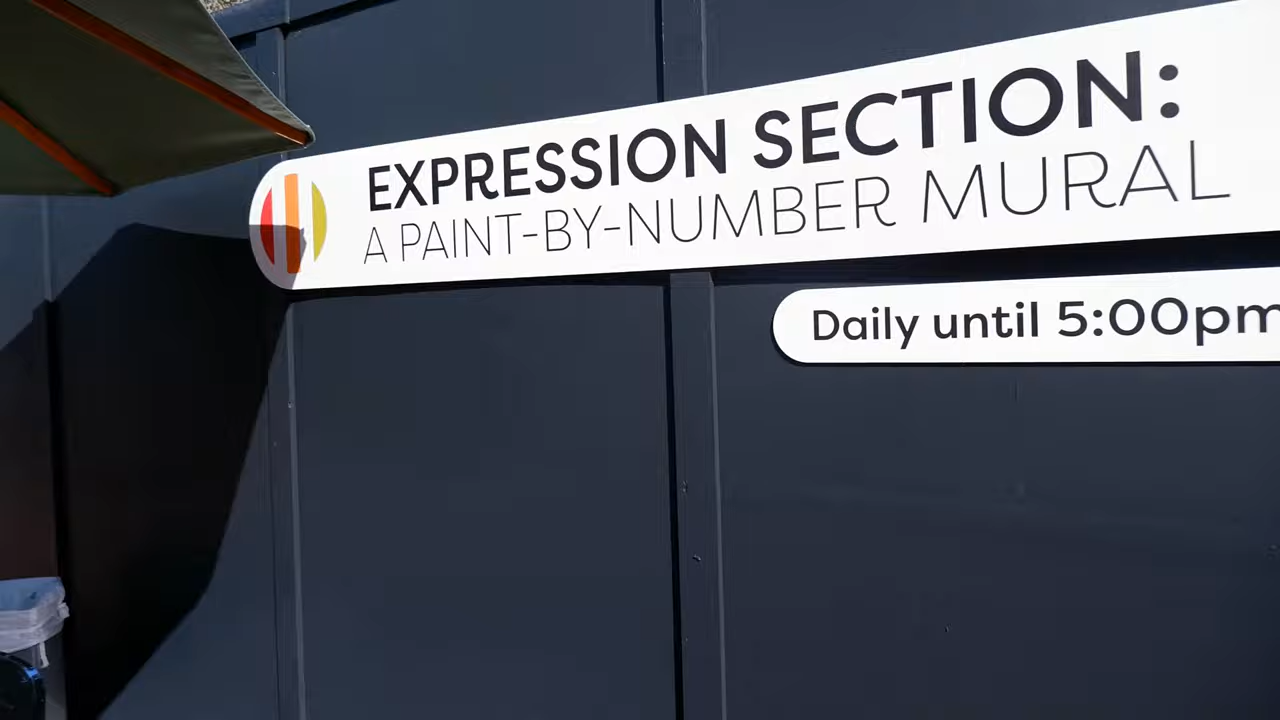 EXPRESSION SECTION:
A PAINT-BY-NUMBER MURAL
Daily until 5:00pm